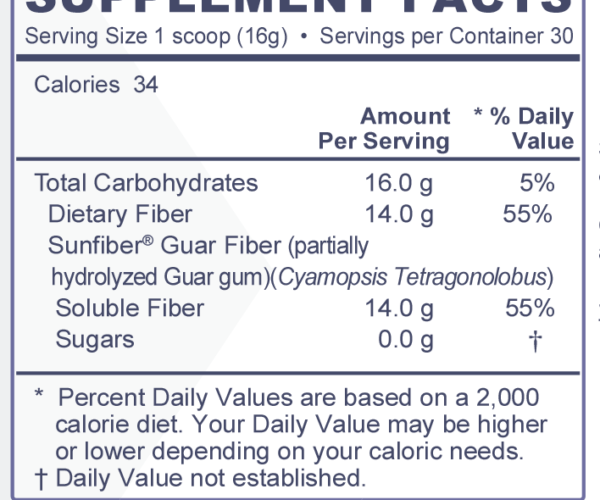 SUPPLEMENT FACTS
Serving Size 1 scoop (16g) • Servings per Container 30
Calories 34
Amount Per Serving * % Daily Value
Total Carbohydrates 16.0 g 5%
Dietary Fiber 14.0 g 55%
Sunfiber® Guar Fiber (partially
hydrolyzed Guar gum)(Cyamopsis Tetragonolobus)
Soluble Fiber 14.0 g 55%
Sugars 0.0 g †
* Percent Daily Values are based on a 2,000
calorie diet. Your Daily Value may be higher
or lower depending on your caloric needs.
† Daily Value not established.